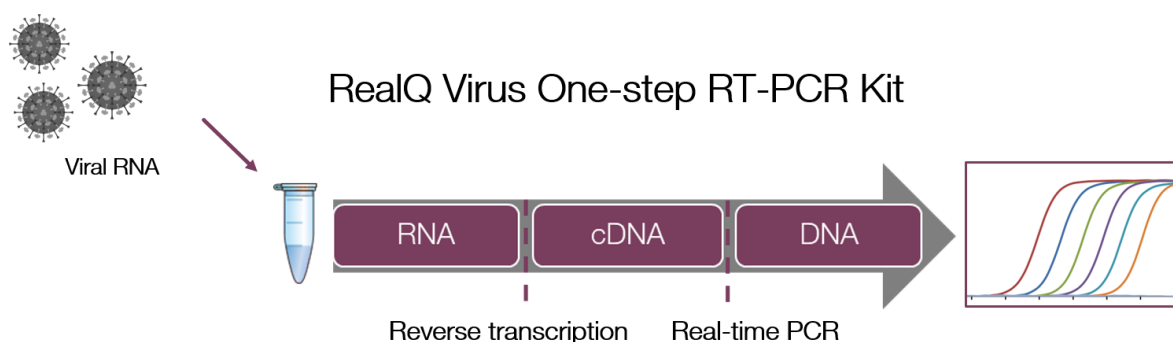 RealQ Virus One-step RT-PCR Kit
Viral RNA
RNA
cDNA
DNA
Reverse transcription
Real-time PCR